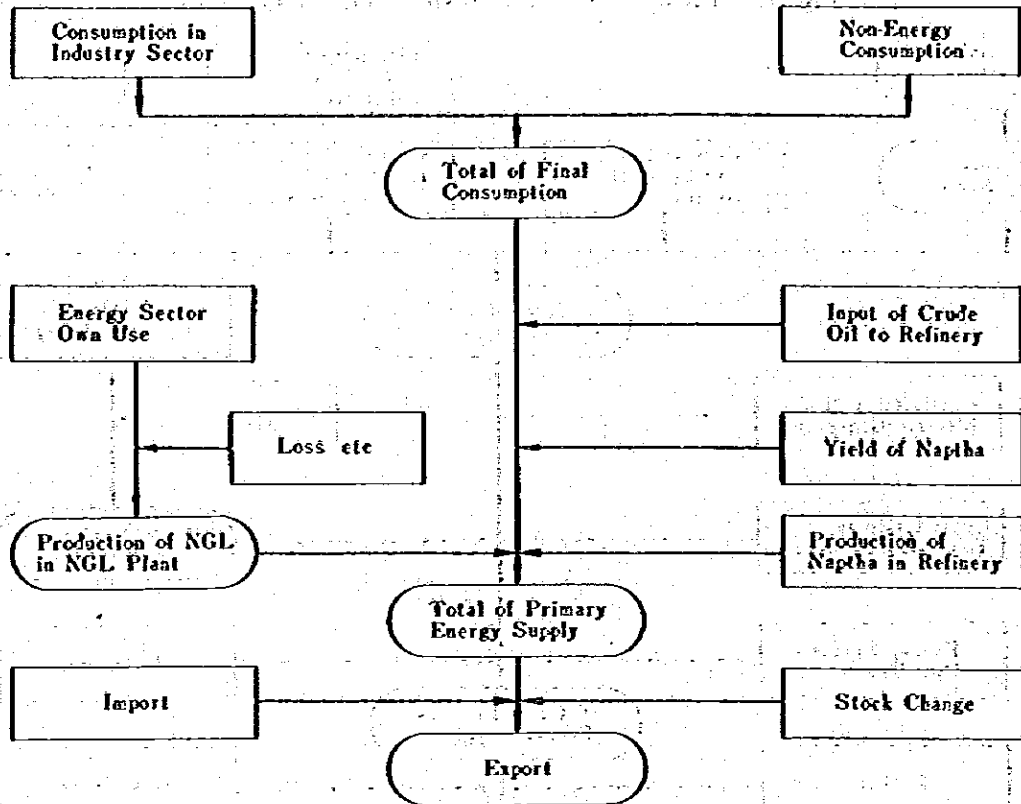 Consumption in
Industry Sector
Non-Energy
Consumption
Total of Final
Consumption
Energy Sector
Own Use
Input of Crude
Oil to Refinery
Loss etc
Yield of Naptha
Production of NGL
in NGL Plant
Production of
Naptha in Refinery
Total of Primary
Energy Supply
Import
Stock Change
Export